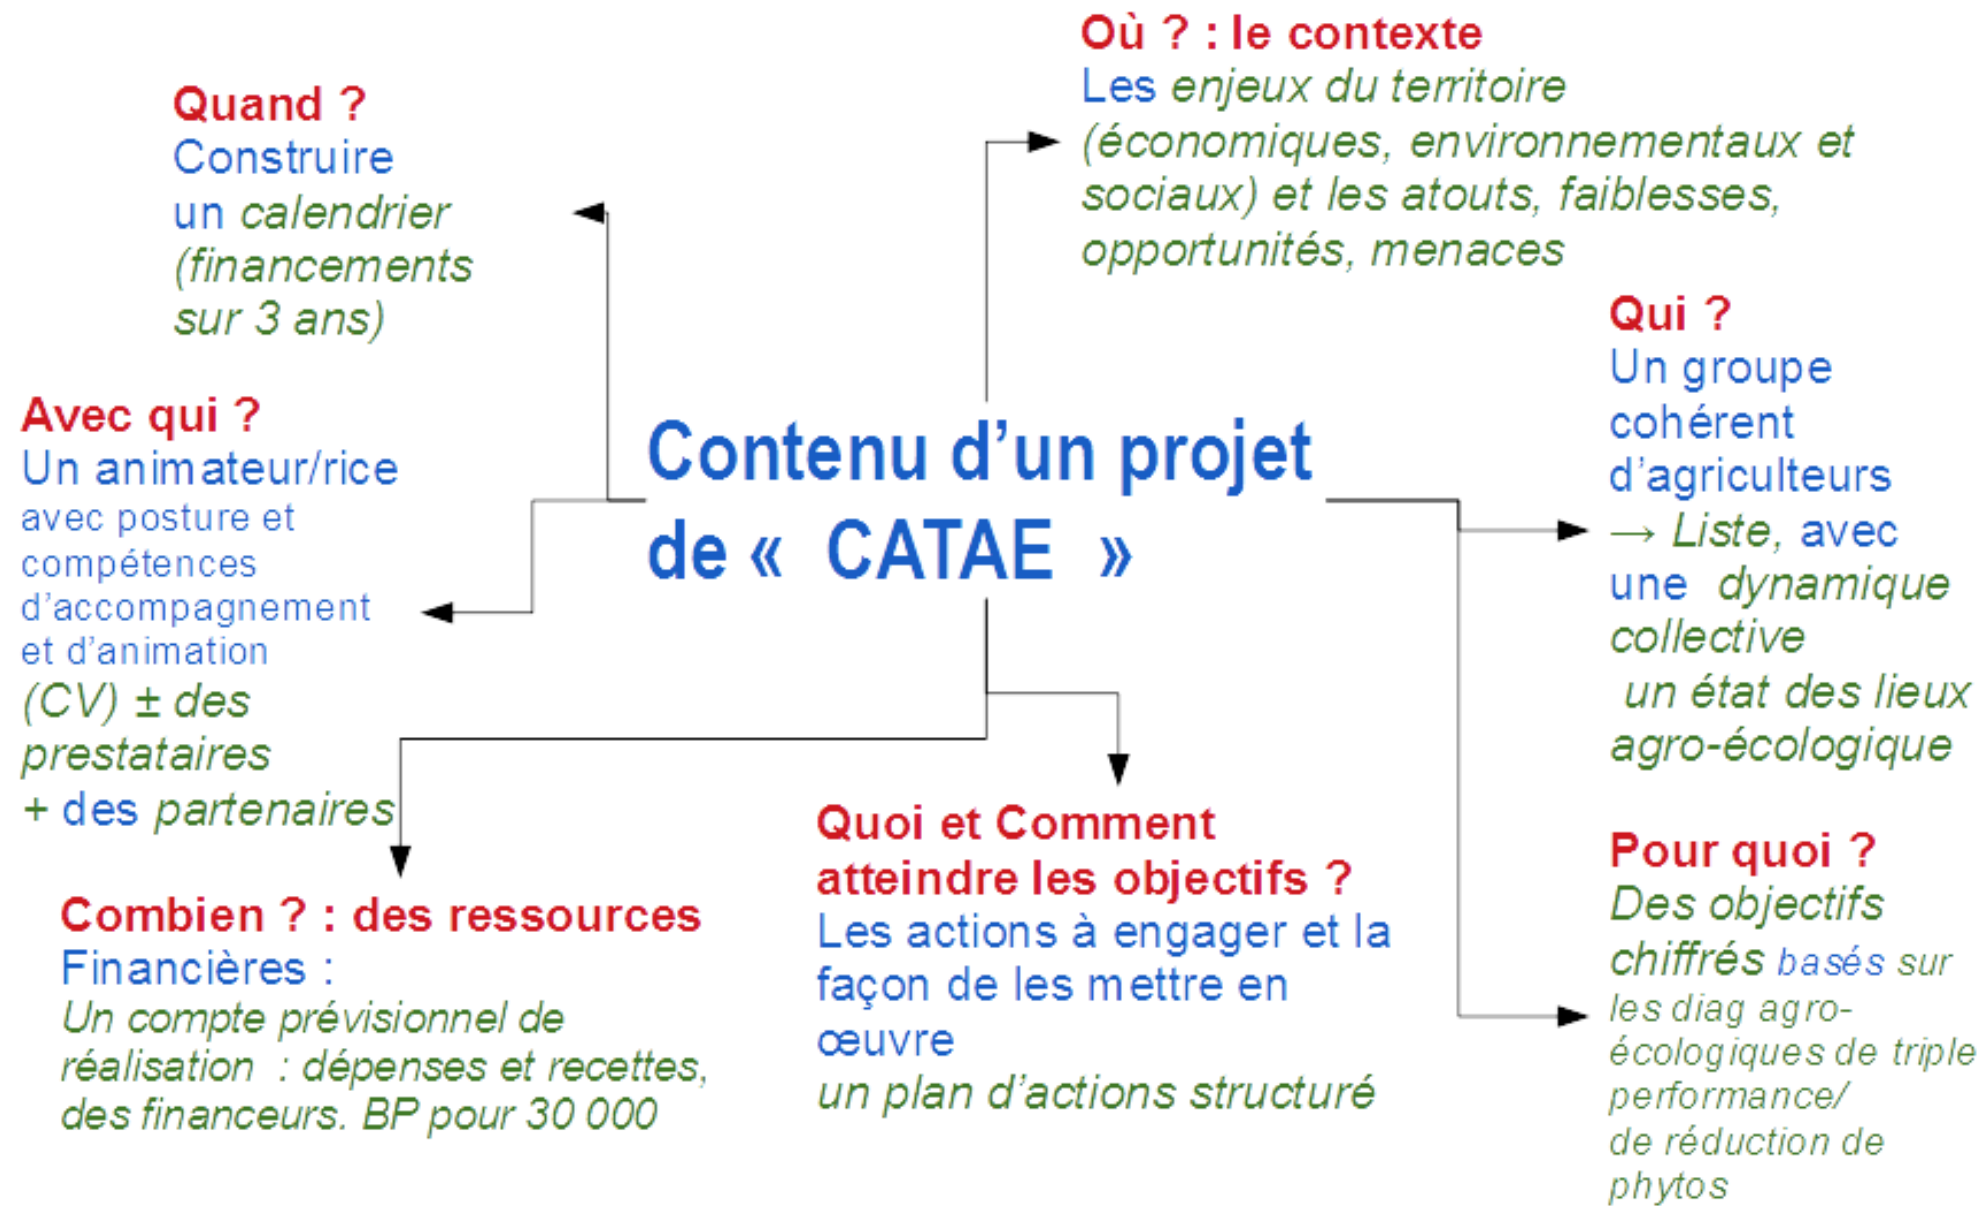 Contenu d’un projet
de «  CATAE  »
Où ? : le contexte
Les enjeux du territoire
(économiques, environnementaux et
sociaux) et les atouts, faiblesses,
opportunités, menaces
Qui ?
Un groupe
cohérent
d’agriculteurs
→ Liste, avec
une  dynamique
collective
un état des lieux
agro-écologique
Pour quoi ?
Des objectifs
chiffrés basés sur
les diag agro-
écologiques de triple
performance/
de réduction de
phytos
Quoi et Comment
atteindre les objectifs ?
Les actions à engager et la
façon de les mettre en
œuvre
un plan d’actions structuré
Combien ? : des ressources
Financières :
Un compte prévisionnel de
réalisation  : dépenses et recettes,
des financeurs. BP pour 30 000
Avec qui ?
Un animateur/rice
avec posture et
compétences
d’accompagnement
et d’animation
(CV) ± des
prestataires
+ des partenaires
Quand ?
Construire
un calendrier
(financements
sur 3 ans)